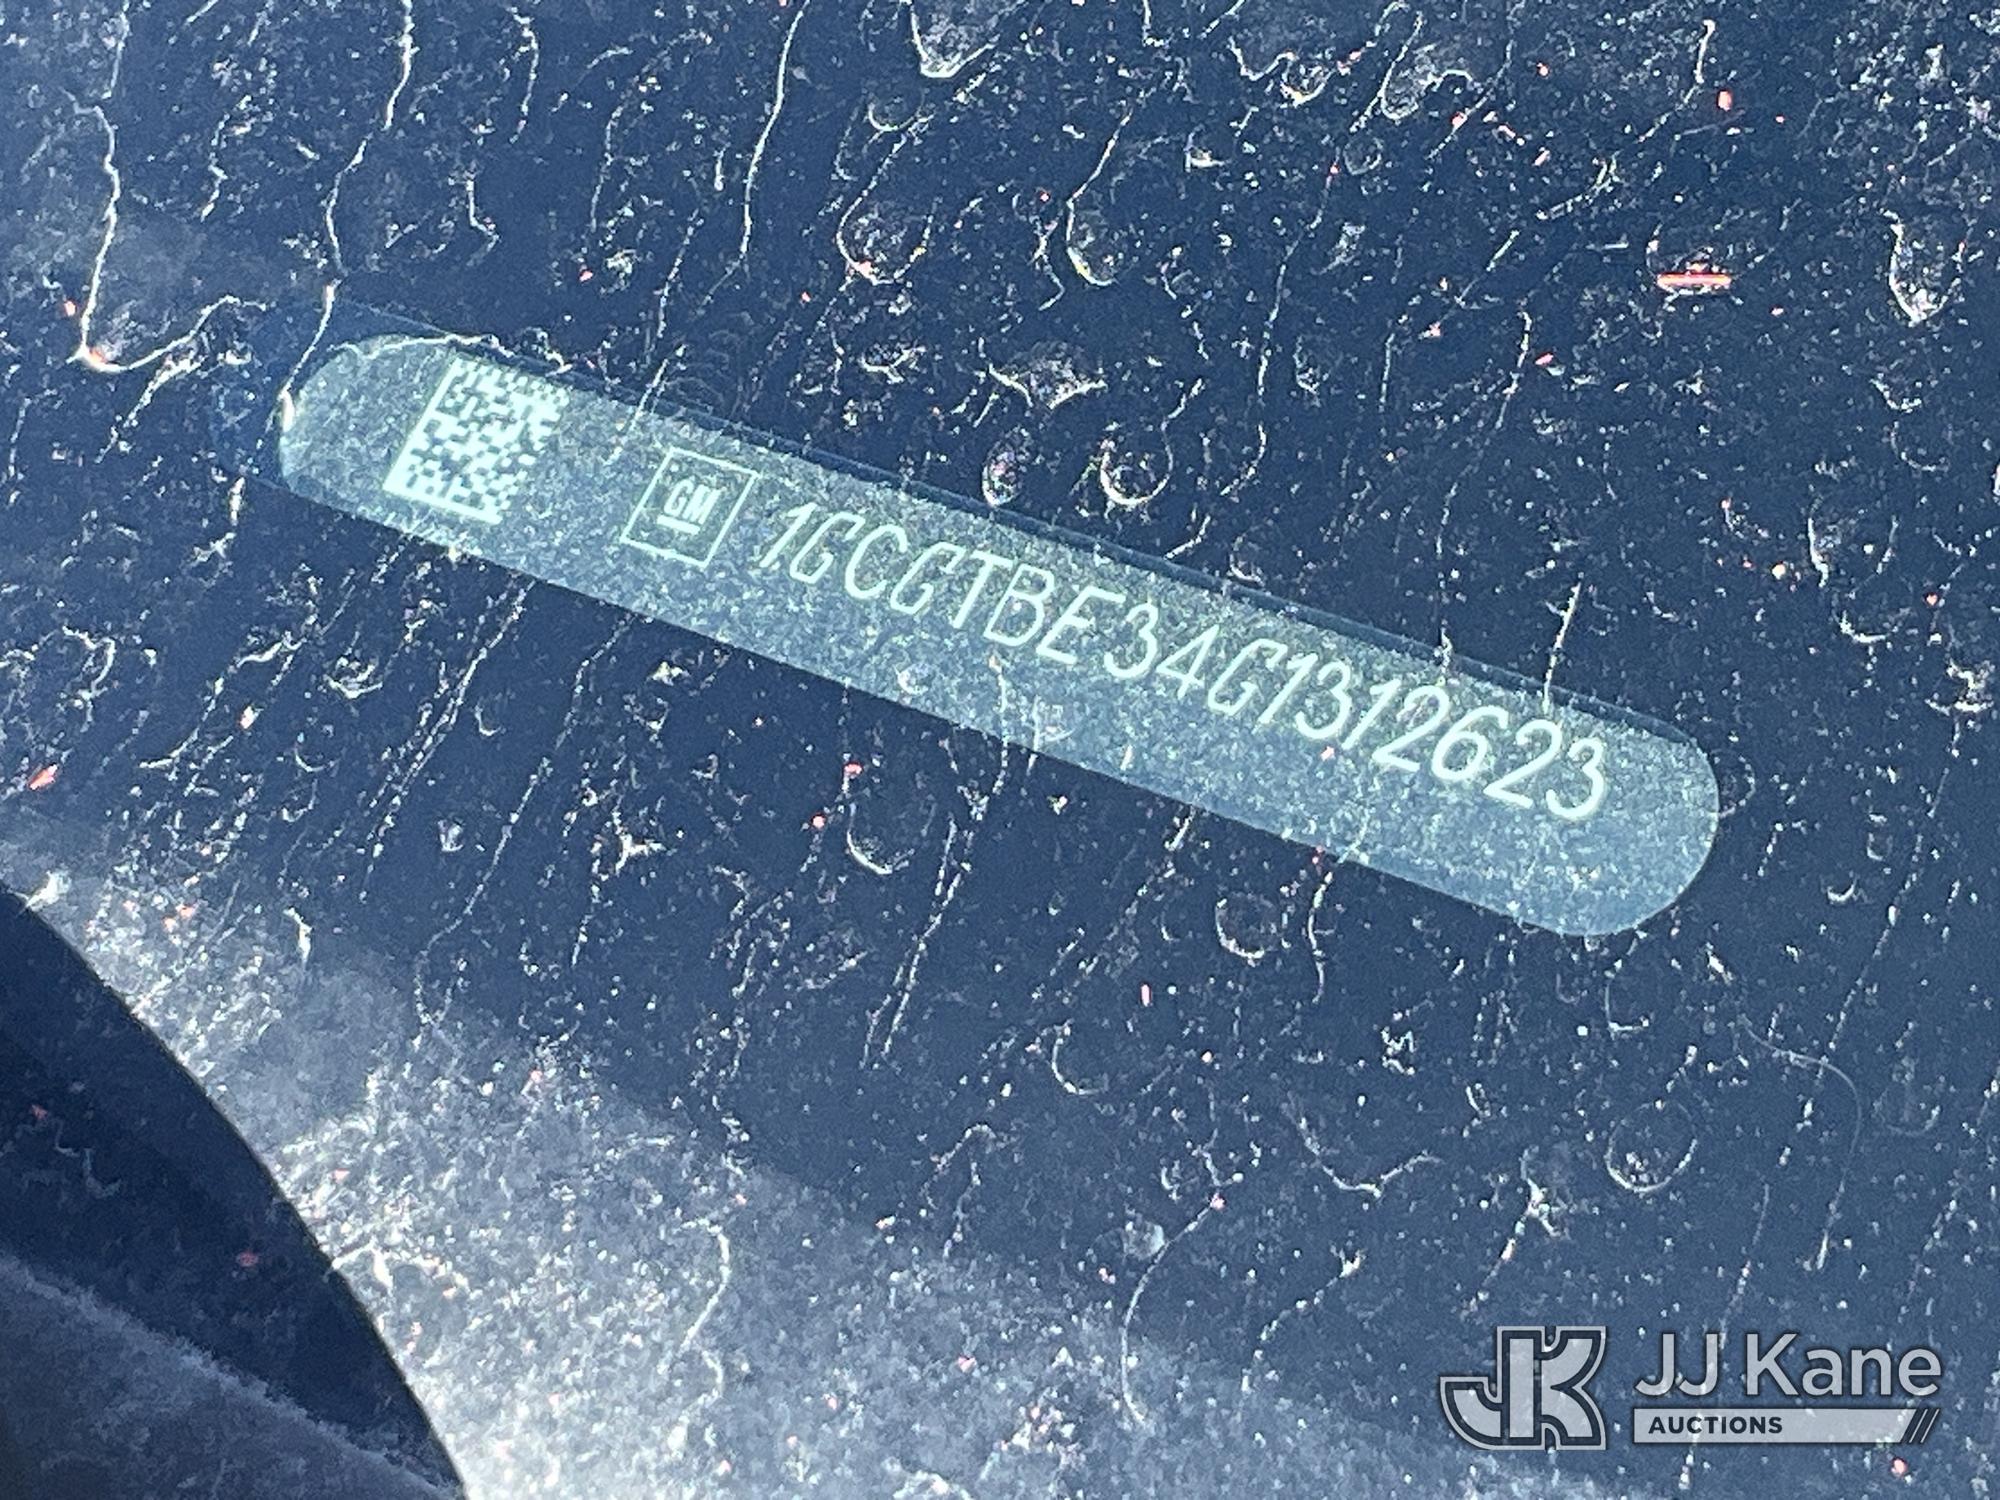 GM 1GCGTBE34G1312623
JJ Kane
AUCTIONS